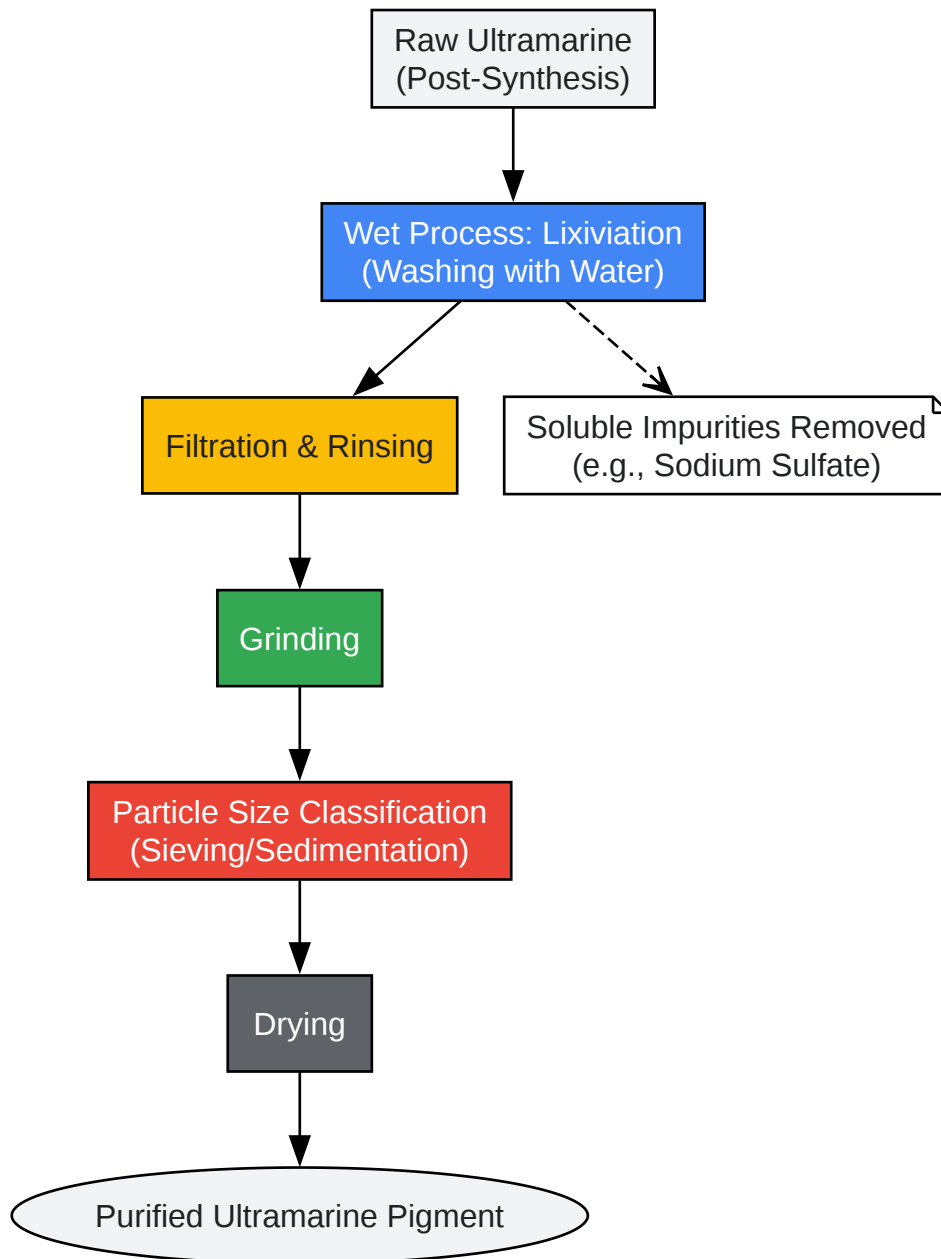 Raw Ultramarine
(Post-Synthesis)
Wet Process: Lixiviation
(Washing with Water)
Filtration & Rinsing
Soluble Impurities Removed
(e.g., Sodium Sulfate)
Grinding
Particle Size Classification
(Sieving/Sedimentation)
Drying
Purified Ultramarine Pigment